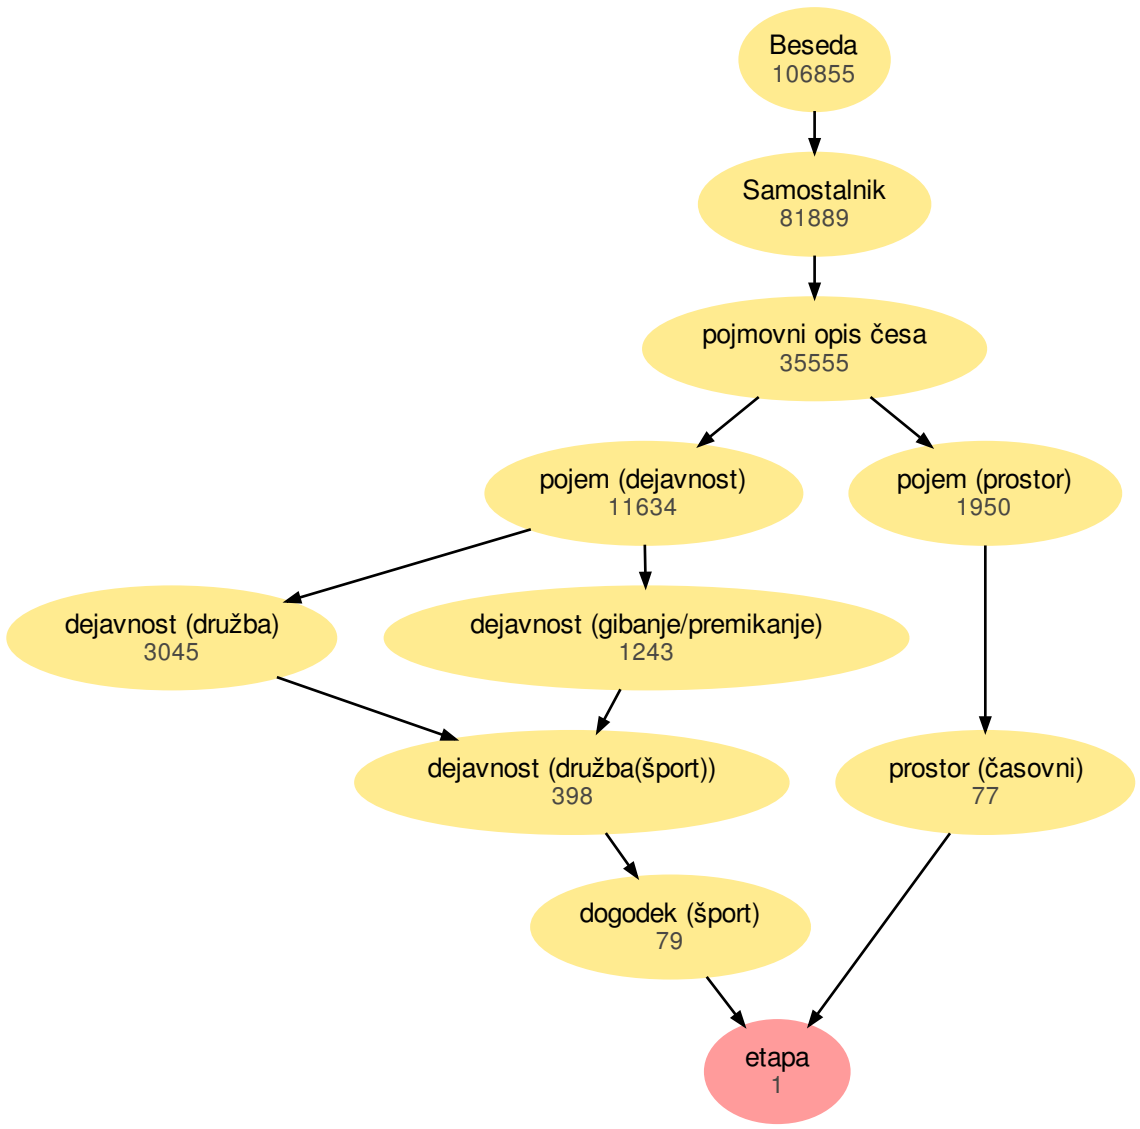 Beseda
106855
Samostalnik
81889
pojmovni opis česa
35555
pojem (dejavnost)
11634
pojem (prostor)
1950
dejavnost (družba)
3045
dejavnost (gibanje/premikanje)
1243
dejavnost (družba(šport))
398
prostor (časovni)
77
dogodek (šport)
79
etapa
1